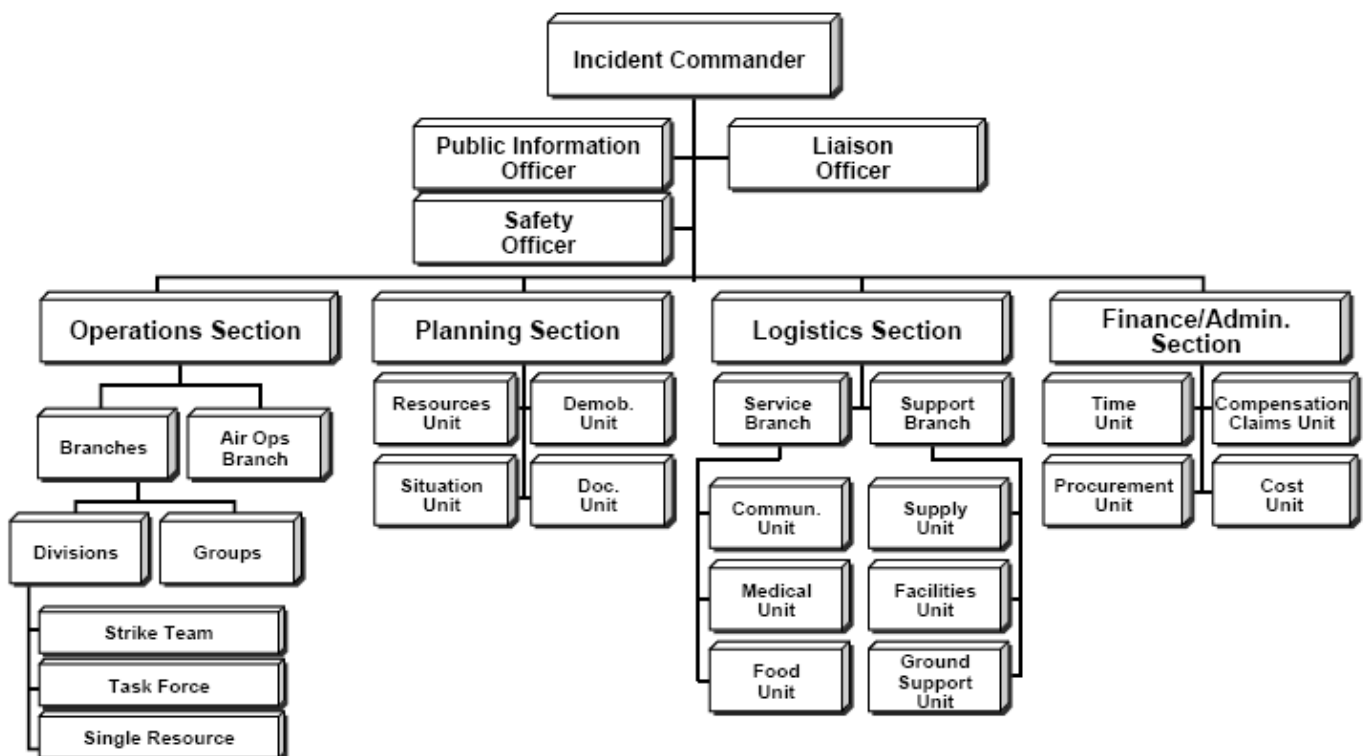 Incident Commander
Public Information
Officer
Liaison
Officer
Safety
Officer
Operations Section
Planning Section
Logistics Section
Finance/Admin.
Section
Branches
Air Ops
Branch
Resources
Unit
Demob.
Unit
Service
Branch
Support
Branch
Time
Unit
Compensation
Claims Unit
Situation
Unit
Doc.
Unit
Procurement
Unit
Cost
Unit
Divisions
Groups
Commun.
Unit
Supply
Unit
Medical
Unit
Facilities
Unit
Strike Team
Task Force
Single Resource
Food
Unit
Ground
Support
Unit